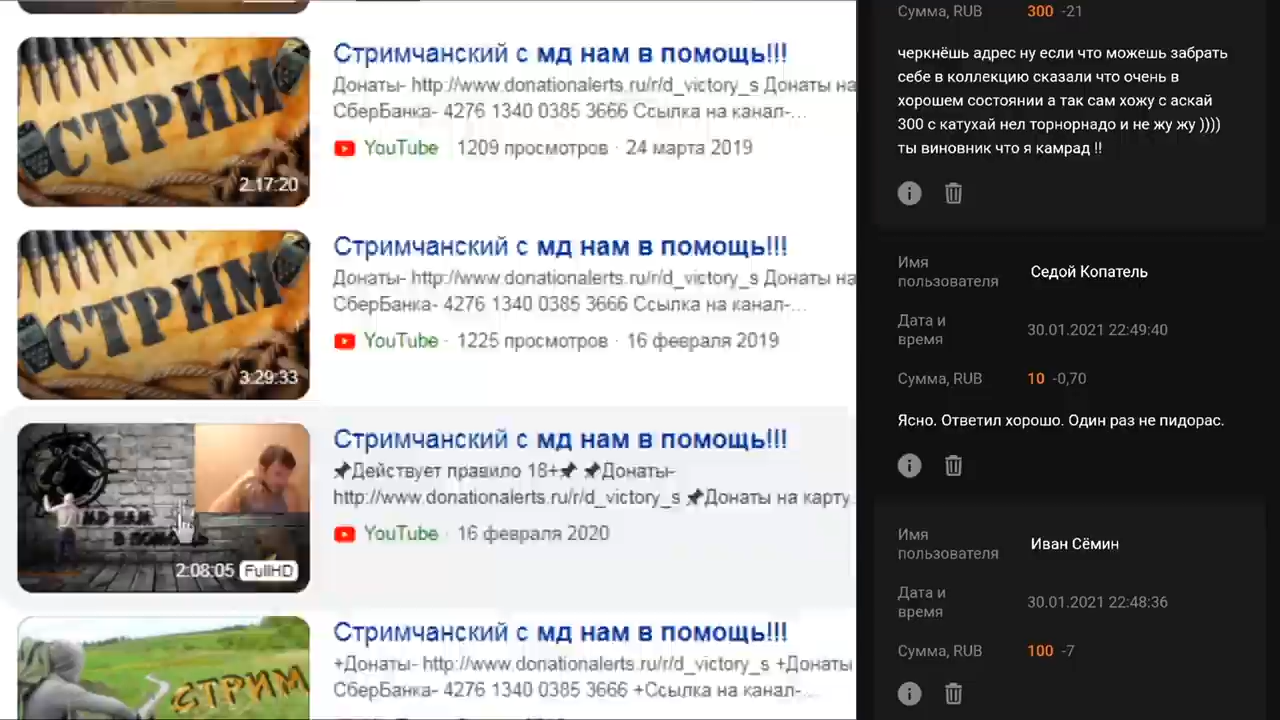 СТРИМ
2:17:20
Стримчанский с мд нам в помощь!!!
Донаты- http://www.donationalerts.ru/r/d_victory_s Донаты на
СберБанка- 4276 1340 0385 3666 Ссылка на канал-...
YouTube · 1209 просмотров · 24 марта 2019
СТРИМ
3:29:33
Стримчанский с мд нам в помощь!!!
Донаты- http://www.donationalerts.ru/r/d_victory_s Донаты на
СберБанка- 4276 1340 0385 3666 Ссылка на канал-...
YouTube · 1225 просмотров · 16 февраля 2019
МД НАМ
В ПОМОЩЬ
2:08:05 FullHD
Стримчанский с мд нам в помощь!!!
📌Действует правило 18+📌 📌Донаты-
http://www.donationalerts.ru/r/d_victory_s 📌Донаты на карту
YouTube · 16 февраля 2020
СТРИМ
Стримчанский с мд нам в помощь!!!
+Донаты- http://www.donationalerts.ru/r/d_victory_s +Донаты
СберБанка- 4276 1340 0385 3666 +Ссылка на канал-...
Сумма, RUB 300 -21
черкнёшь адрес ну если что можешь забрать
себе в коллекцию сказали что очень в
хорошем состоянии а так сам хожу с аскай
300 с катухай нел торнорнадо и не жу жу ))))
ты виновник что я камрад !!
Имя
пользователя
Седой Копатель
Дата и
время
30.01.2021 22:49:40
Сумма, RUB 10 -0,70
Ясно. Ответил хорошо. Один раз не пидорас.
Имя
пользователя
Иван Сёмин
Дата и
время
30.01.2021 22:48:36
Сумма, RUB 100 -7